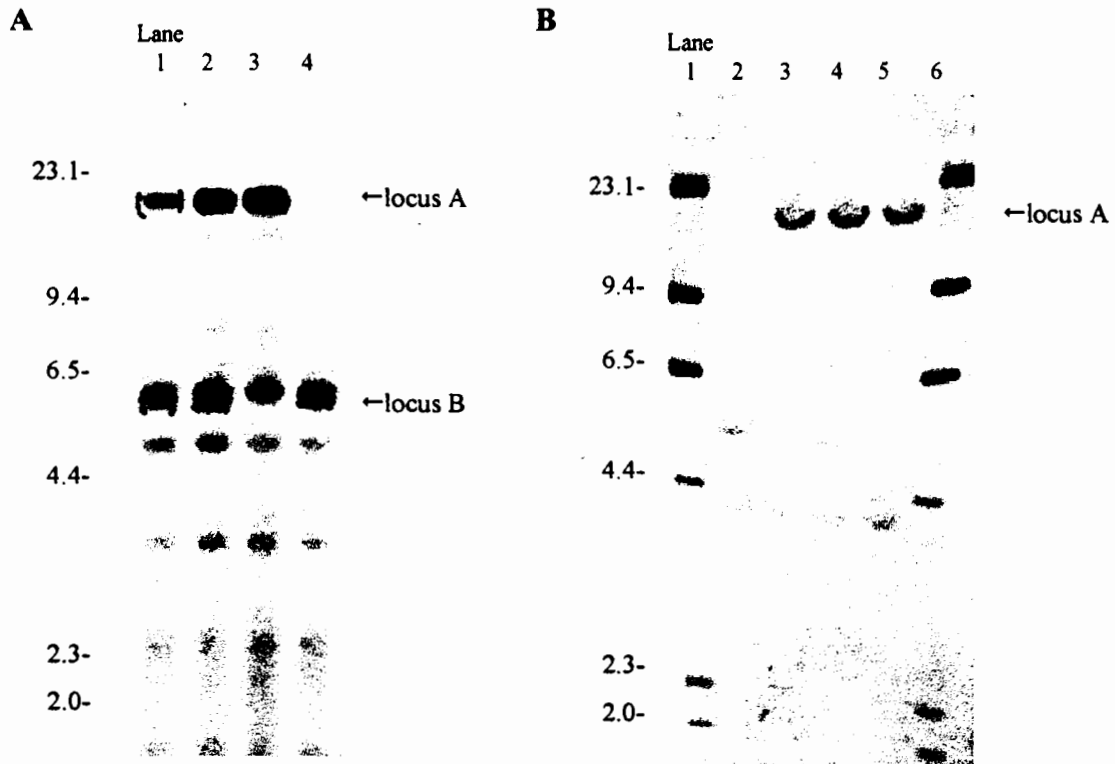 A
Lane
1 2 3 4
23.1-
←locus A
9.4-
6.5-
←locus B
4.4-
2.3-
2.0-
B
Lane
1 2 3 4 5 6
23.1-
←locus A
9.4-
6.5-
4.4-
2.3-
2.0-